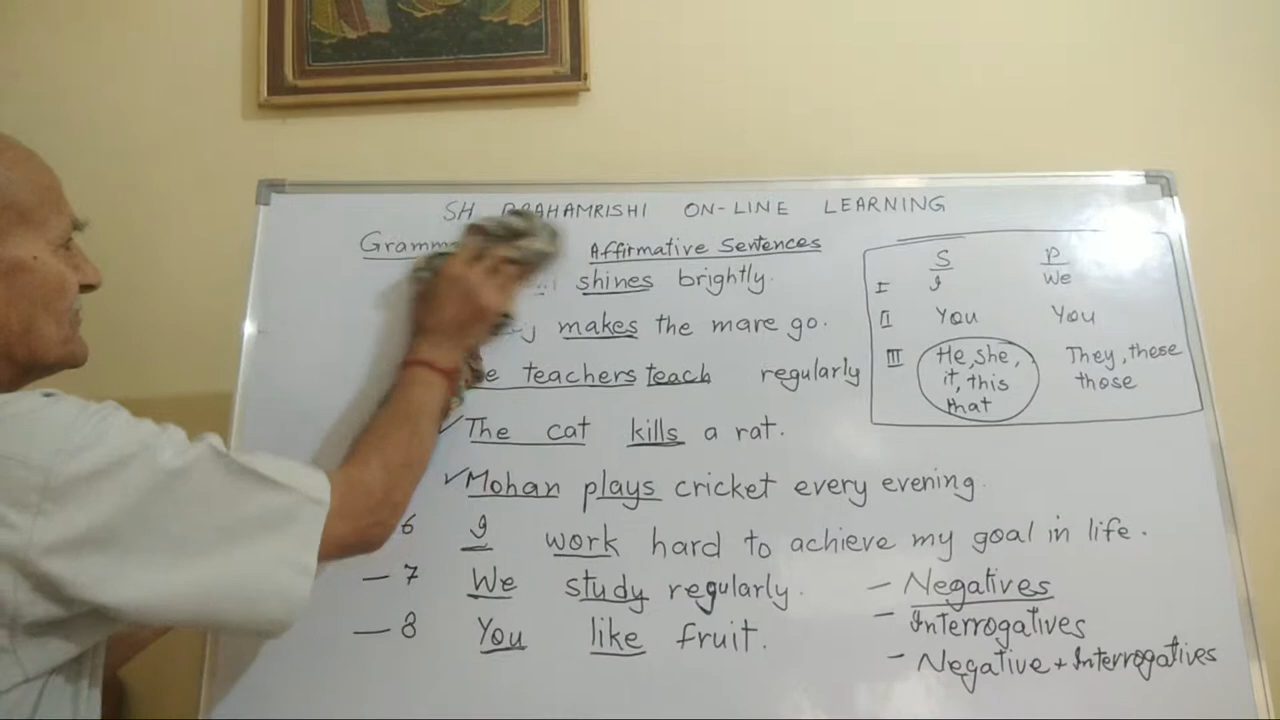 SH BRAHAMRISHI ON-LINE LEARNING
Affirmative Sentences
shines brightly.
makes the mare go.
teachers teach regularly
✓ The cat kills a rat.
✓ Mohan plays cricket every evening.
6 I work hard to achieve my goal in life.
– 7 We study regularly.
– 8 You like fruit.
S P
I I We
II You You
III He, she, They, these
it, this those
that
– Negatives
– Interrogatives
– Negative + Interrogatives